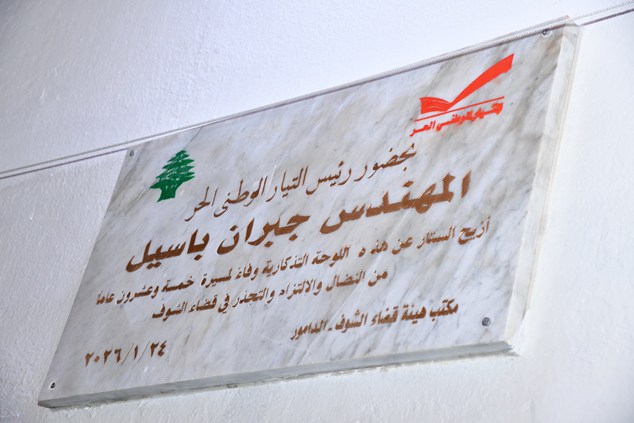 التيار الوطني الحر
بحضور رئيس التيار الوطني الحر
المهندس جبران باسيل
أزيح الستار عن هذه اللوحة التذكارية وفاءً لمسيرة خمسة وعشرون عاماً
من النضال والالتزام والتجذر في قضاء الشوف
مكتب هيئة قضاء الشوف - الدامور
٢٠٢٦/١/٢٤